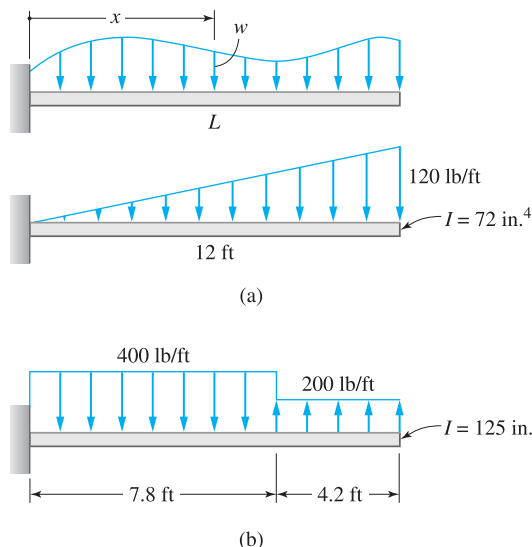 x
w
L
120 lb/ft
I = 72 in.⁴
12 ft
(a)
400 lb/ft
200 lb/ft
I = 125 in.
7.8 ft
4.2 ft
(b)